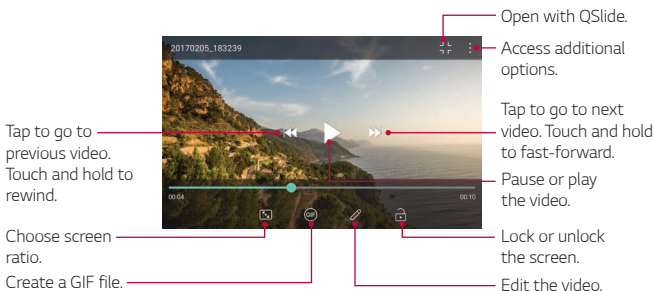 Open with QSlide.
20170205_183239
Access additional
options.
Tap to go to
previous video.
Touch and hold to
rewind.
Tap to go to next
video. Touch and hold
to fast-forward.
Pause or play
the video.
00:04
00:10
GIF
Choose screen
ratio.
Lock or unlock
the screen.
Create a GIF file.
Edit the video.